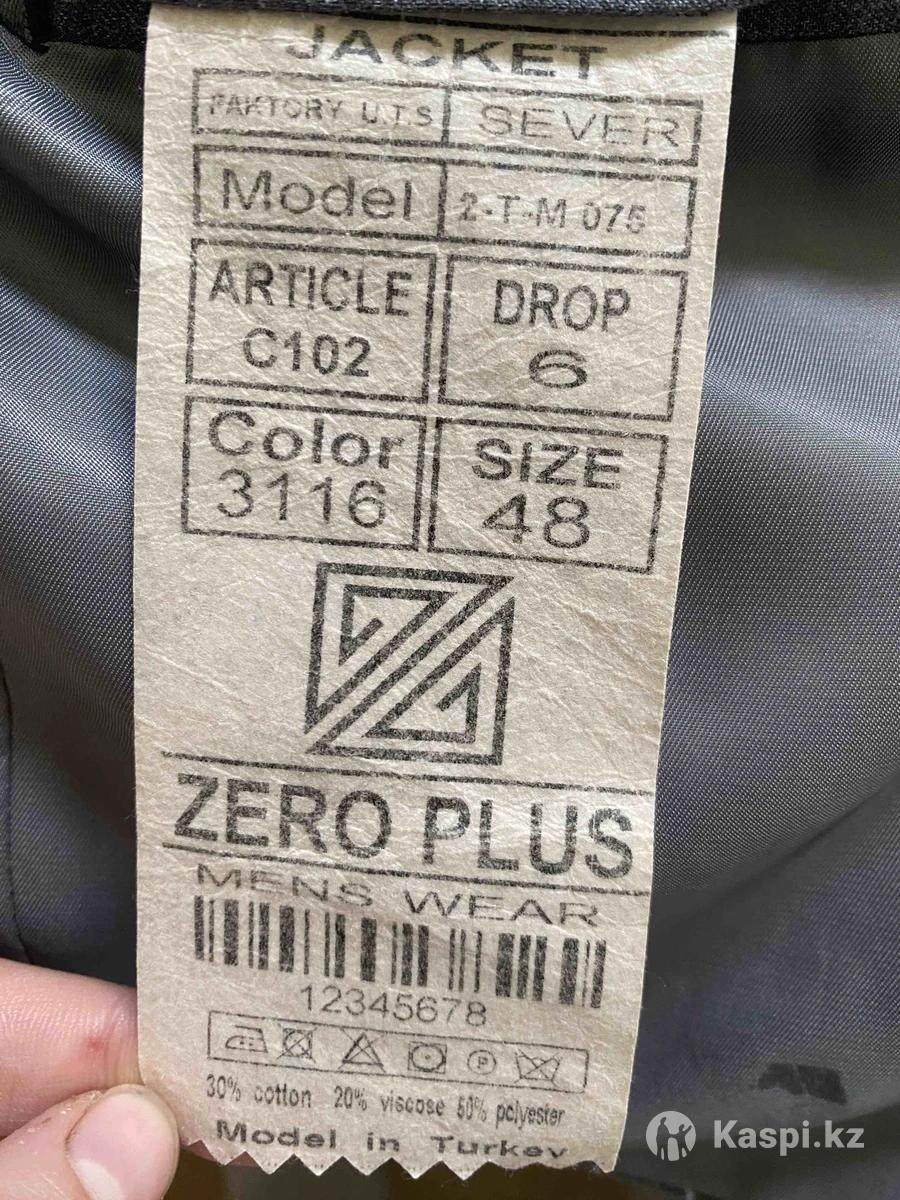 JACKET
FAKTORY U.T.S SEVER
Model 2-T-M 075
ARTICLE DROP
C102 6
Color SIZE
3116 48
ZERO PLUS
MENS WEAR
12345678
P
30% cotton 20% viscose 50% polyester
Model in Turkey
Kaspi.kz